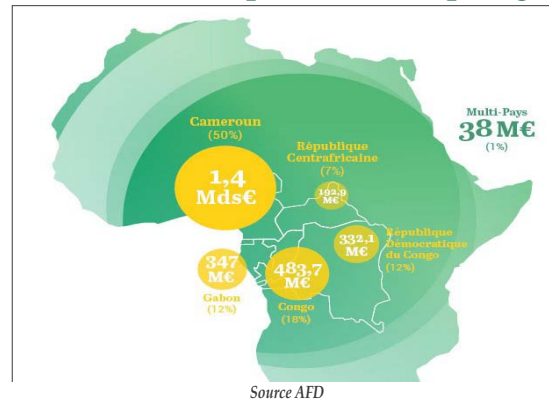 Cameroun
(50%)
1,4
Mds€
République
Centrafricaine
(7%)
192,9
M€
Multi-Pays
38 M€
(1%)
347
M€
Gabon
(12%)
483,7
M€
Congo
(18%)
332,1
M€
République
Démocratique
du Congo
(12%)
Source AFD